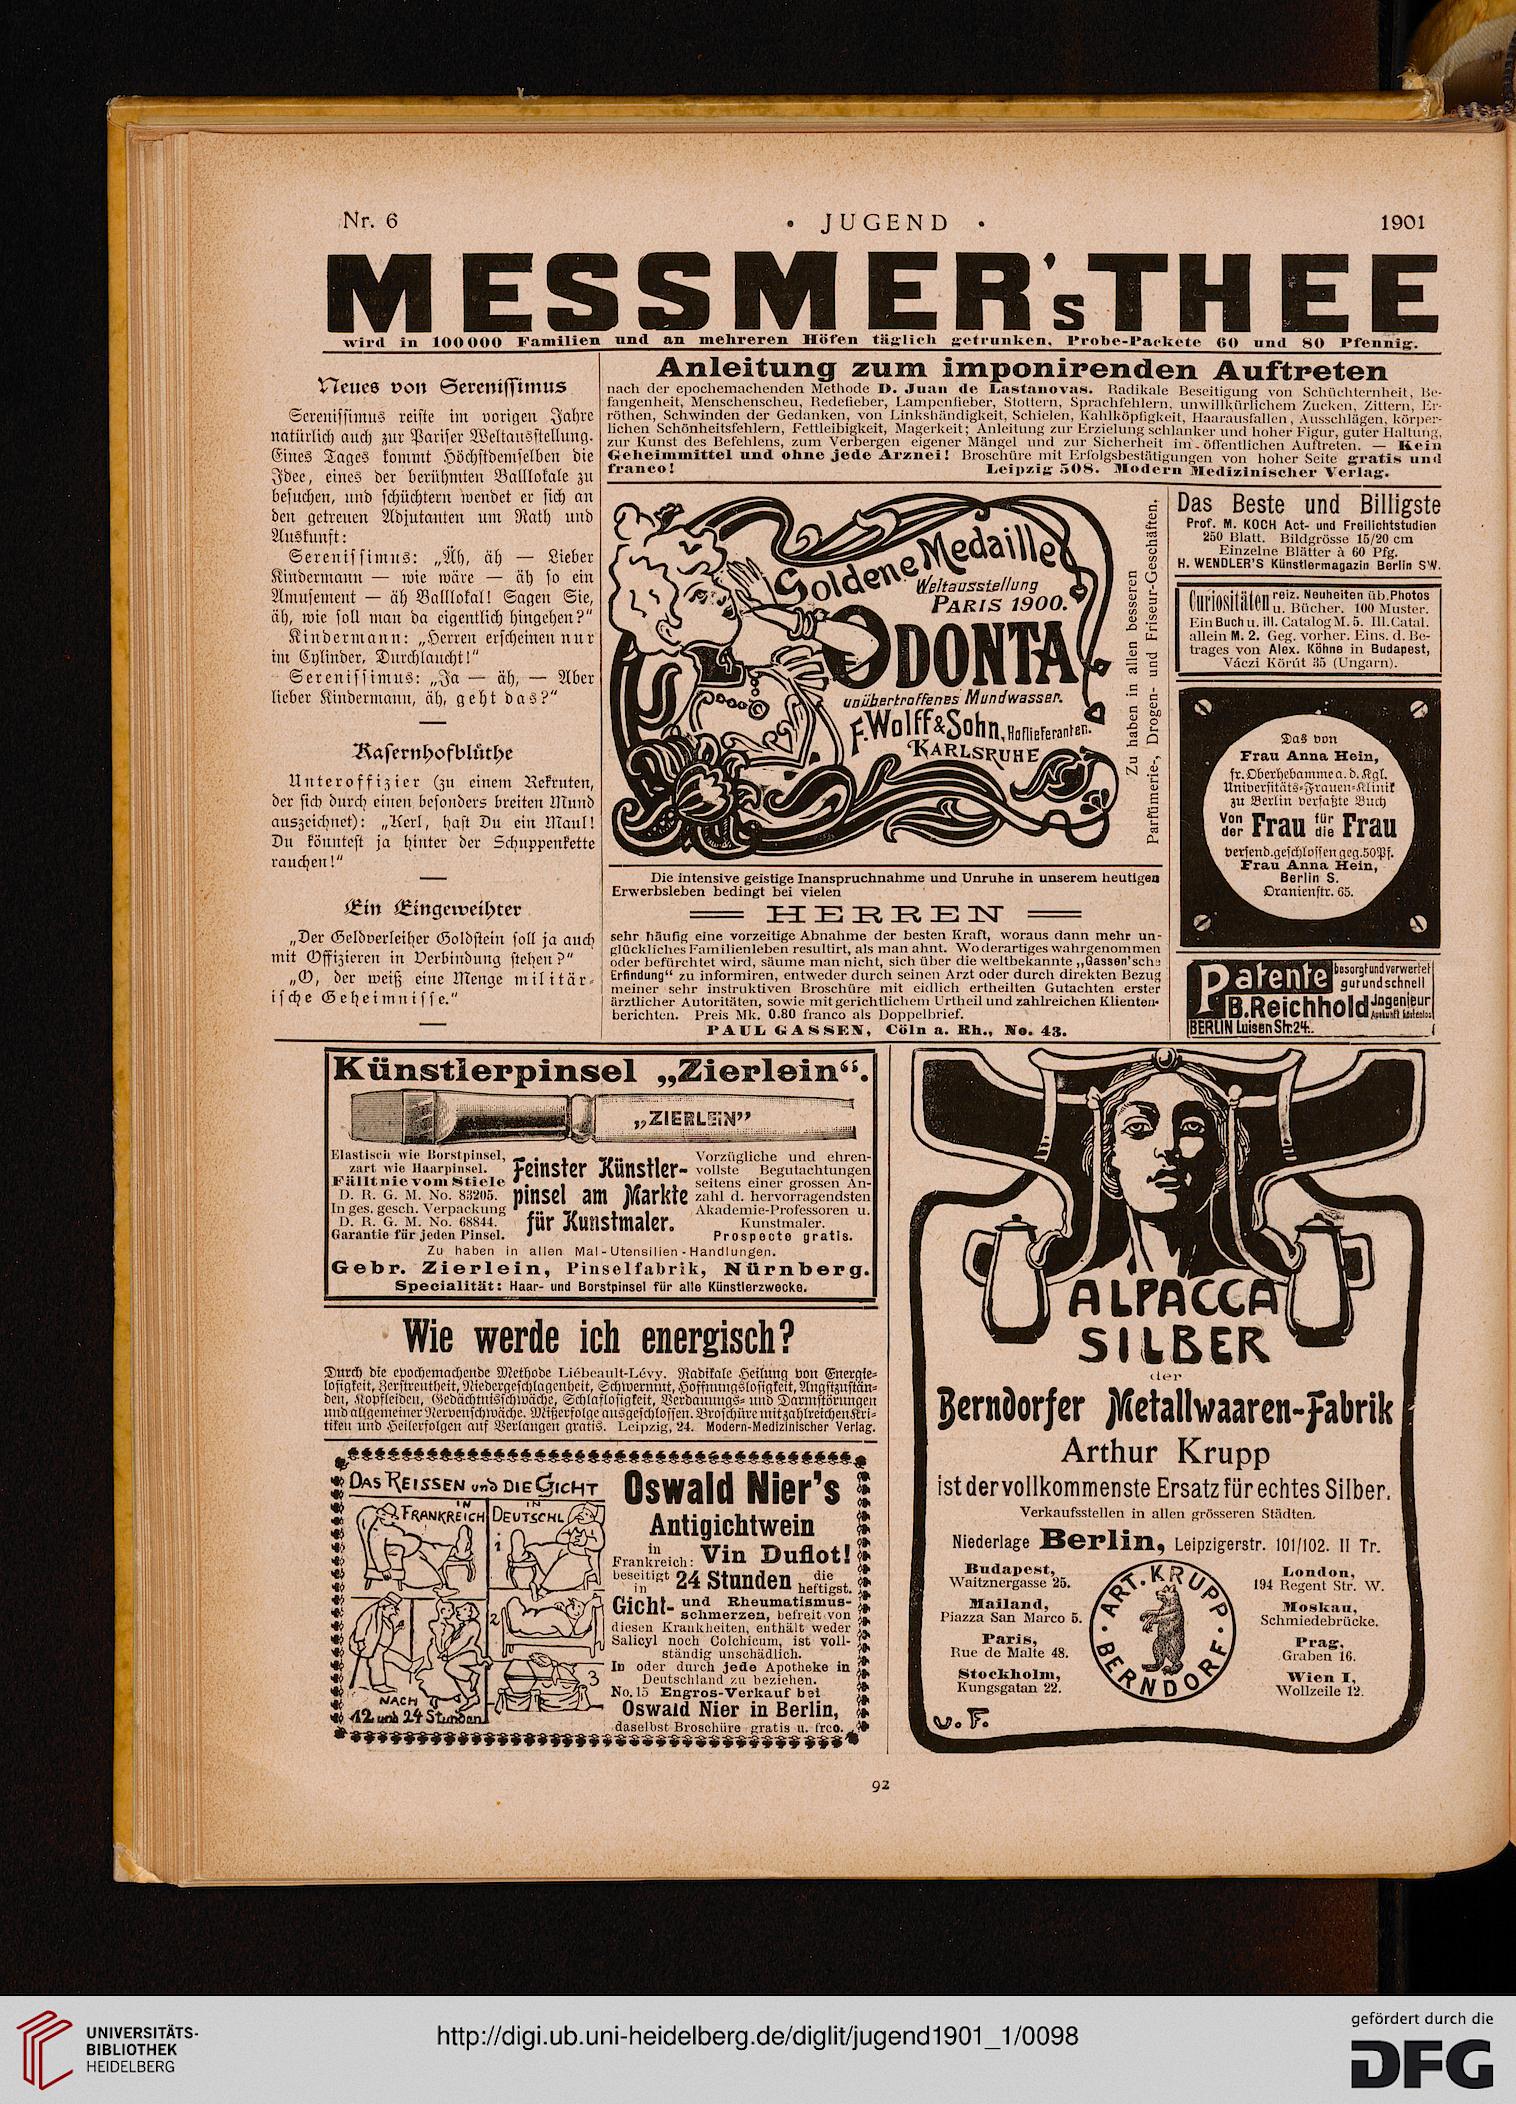 Nr. 6
• JUGEND •
1901
MESSMER'S THEE
wird in 100000 Familien und an mehreren Höfen täglich getrunken, Probe-Packete 60 und 80 Pfennig.
Neues von Serenissimus
Serenissimus reiste im vorigen Jahre
natürlich auch zur Pariser Weltausstellung.
Eines Tages kommt Höchstdemselben die
Idee, eines der berühmten Balllokale zu
besuchen, und schüchtern wendet er sich an
den getreuen Adjutanten um Rath und
Auskunft:
Serenissimus: „Äh, äh — Lieber
Kindermann — wie wäre — äh so ein
Amusement — äh Balllokal! Sagen Sie,
äh, wie soll man da eigentlich hingehen?"
Kindermann: „Herren erscheinen nur
im Cylinder, Durchlaucht!"
Serenissimus: „Ja — äh, — Aber
lieber Kindermann, äh, geht das?"
Kasernhofblüthe
Unteroffizier (zu einem Rekruten,
der sich durch einen besonders breiten Mund
auszeichnet): „Kerl, hast Du ein Maul!
Du könntest ja hinter der Schuppenkette
rauchen!"
Ein Eingeweihter
„Der Geldverleiher Goldstein soll ja auch
mit Offizieren in Verbindung stehen?"
„O, der weiß eine Menge militär-
ische Geheimnisse."
Anleitung zum imponirenden Auftreten
nach der epochemachenden Methode D. Juan de Lastanovas. Radikale Beseitigung von Schüchternheit, Be-
fangenheit, Menschenscheu, Redefieber, Lampenfieber, Stottern, Sprachfehlern, unwillkürlichem Zucken, Zittern, Er-
röthen, Schwinden der Gedanken, von Linkshändigkeit, Schielen, Kahlköpfigkeit, Haarausfallen, Ausschlägen, körper-
lichen Schönheitsfehlern, Fettleibigkeit, Magerkeit; Anleitung zur Erziehung schlanker und hoher Figur, guter Haltung,
zur Kunst des Befehlens, zum Verbergen eigener Mängel und zur Sicherheit im öffentlichen Auftreten. — Kein
Geheimmittel und ohne jede Arznei! Broschüre mit Erfolgsbestätigungen von hoher Seite gratis und
franco! Leipzig 508. Modern Medizinischer Verlag.
Goldene Medaille
Weltausstellung
PARIS 1900.
ODONTA
unübertroffenes Mundwasser.
F. Wolff & Sohn, Hoflieferanten.
KARLSRUHE
Zu haben in allen besseren
Parfümerie-, Drogen- und Friseur-Geschäften.
Die intensive geistige Inanspruchnahme und Unruhe in unserem heutigen
Erwerbsleben bedingt bei vielen
HERREN
sehr häufig eine vorzeitige Abnahme der besten Kraft, woraus dann mehr un-
glückliches Familienleben resultirt, als man ahnt. Wo derartiges wahrgenommen
oder befürchtet wird, säume man nicht, sich über die weltbekannte „Gassen'sche
Erfindung" zu informiren, entweder durch seinen Arzt oder durch direkten Bezug
meiner sehr instruktiven Broschüre mit eidlich ertheilten Gutachten erster
ärztlicher Autoritäten, sowie mit gerichtlichem Urtheil und zahlreichen Klienten-
berichten. Preis Mk. 0.80 franco als Doppelbrief.
PAUL GASSEN, Cöln a. Rh., No. 43.
Das Beste und Billigste
Prof. M. KOCH Act- und Freilichtstudien
250 Blatt. Bildgrösse 15/20 cm
Einzelne Blätter à 60 Pfg.
H. WENDLER'S Künstlermagazin Berlin SW.
Curiositäten reiz. Neuheiten üb. Photos
u. Bücher. 100 Muster.
Ein Buch u. ill. Catalog M. 5. Ill. Catal.
allein M. 2. Geg. vorher. Eins. d. Be-
trages von Alex. Köhne in Budapest,
Váczi Körút 35 (Ungarn).
Das von
Frau Anna Hein,
fr. Oberhebamme a. d. Kgl.
Universitäts-Frauen-Klinik
zu Berlin verfaßte Buch
Von der Frau für die Frau
versend. geschlossen geg. 50 Pf.
Frau Anna Hein,
Berlin S.
Oranienstr. 65.
Patente besorgt und verwertet
gut und schnell
B. Reichhold Ingenieur
Auskunft kostenlos
BERLIN Luisen Str. 24.
Künstlerpinsel „Zierlein".
„ZIERLEIN"
Elastisch wie Borstpinsel,
zart wie Haarpinsel.
Fällt nie vom Stiele
D. R. G. M. No. 83205.
In ges. gesch. Verpackung
D. R. G. M. No. 68844.
Garantie für jeden Pinsel.
Feinster Künstler-
pinsel am Markte
für Kunstmaler.
Vorzügliche und ehren-
vollste Begutachtungen
seitens einer grossen An-
zahl d. hervorragendsten
Akademie-Professoren u.
Kunstmaler.
Prospecte gratis.
Zu haben in allen Mal-Utensilien-Handlungen.
Gebr. Zierlein, Pinselfabrik, Nürnberg.
Specialität: Haar- und Borstpinsel für alle Künstlerzwecke.
Wie werde ich energisch?
Durch die epochemachende Methode Liébeault-Lévy. Radikale Heilung von Energie-
losigkeit, Zerstreutheit, Niedergeschlagenheit, Schwermut, Hoffnungslosigkeit, Angstzustän-
den, Kopfleiden, Gedächtnisschwäche, Schlaflosigkeit, Verdauungs- und Darmstörungen
und allgemeiner Nervenschwäche. Mißerfolge ausgeschlossen. Broschüre mit zahlreichen Kri-
tiken und Heilerfolgen auf Verlangen gratis. Leipzig, 24. Modern-Medizinischer Verlag.
DAS REISSEN und DIE GICHT
IN FRANKREICH
IN DEUTSCHL
1
2
3
NACH
12 und 24 Stunden
Oswald Nier's
Antigichtwein
in Frankreich: Vin Duflot!
beseitigt in 24 Stunden die heftigst.
Gicht- und Rheumatismus-
schmerzen, befreit von
diesen Krankheiten, enthält weder
Salicyl noch Colchicum, ist voll-
ständig unschädlich.
In oder durch jede Apotheke in
Deutschland zu beziehen.
No. 15 Engros-Verkauf bei
Oswald Nier in Berlin,
daselbst Broschüre gratis u. frco.
ALPACCA
SILBER
der
Berndorfer Metallwaaren-Fabrik
Arthur Krupp
ist der vollkommenste Ersatz für echtes Silber.
Verkaufsstellen in allen grösseren Städten.
Niederlage Berlin, Leipzigerstr. 101/102. II Tr.
Budapest,
Waitznergasse 25.
Mailand,
Piazza San Marco 5.
Paris,
Rue de Malte 48.
Stockholm,
Kungsgatan 22.
ART. KRUPP
BERNDORF
London,
194 Regent Str. W.
Moskau,
Schmiedebrücke.
Prag,
Graben 16.
Wien I,
Wollzeile 12.
v. F.
92
UNIVERSITÄTS-
BIBLIOTHEK
HEIDELBERG
http://digi.ub.uni-heidelberg.de/diglit/jugend1901_1/0098
gefördert durch die
DFG